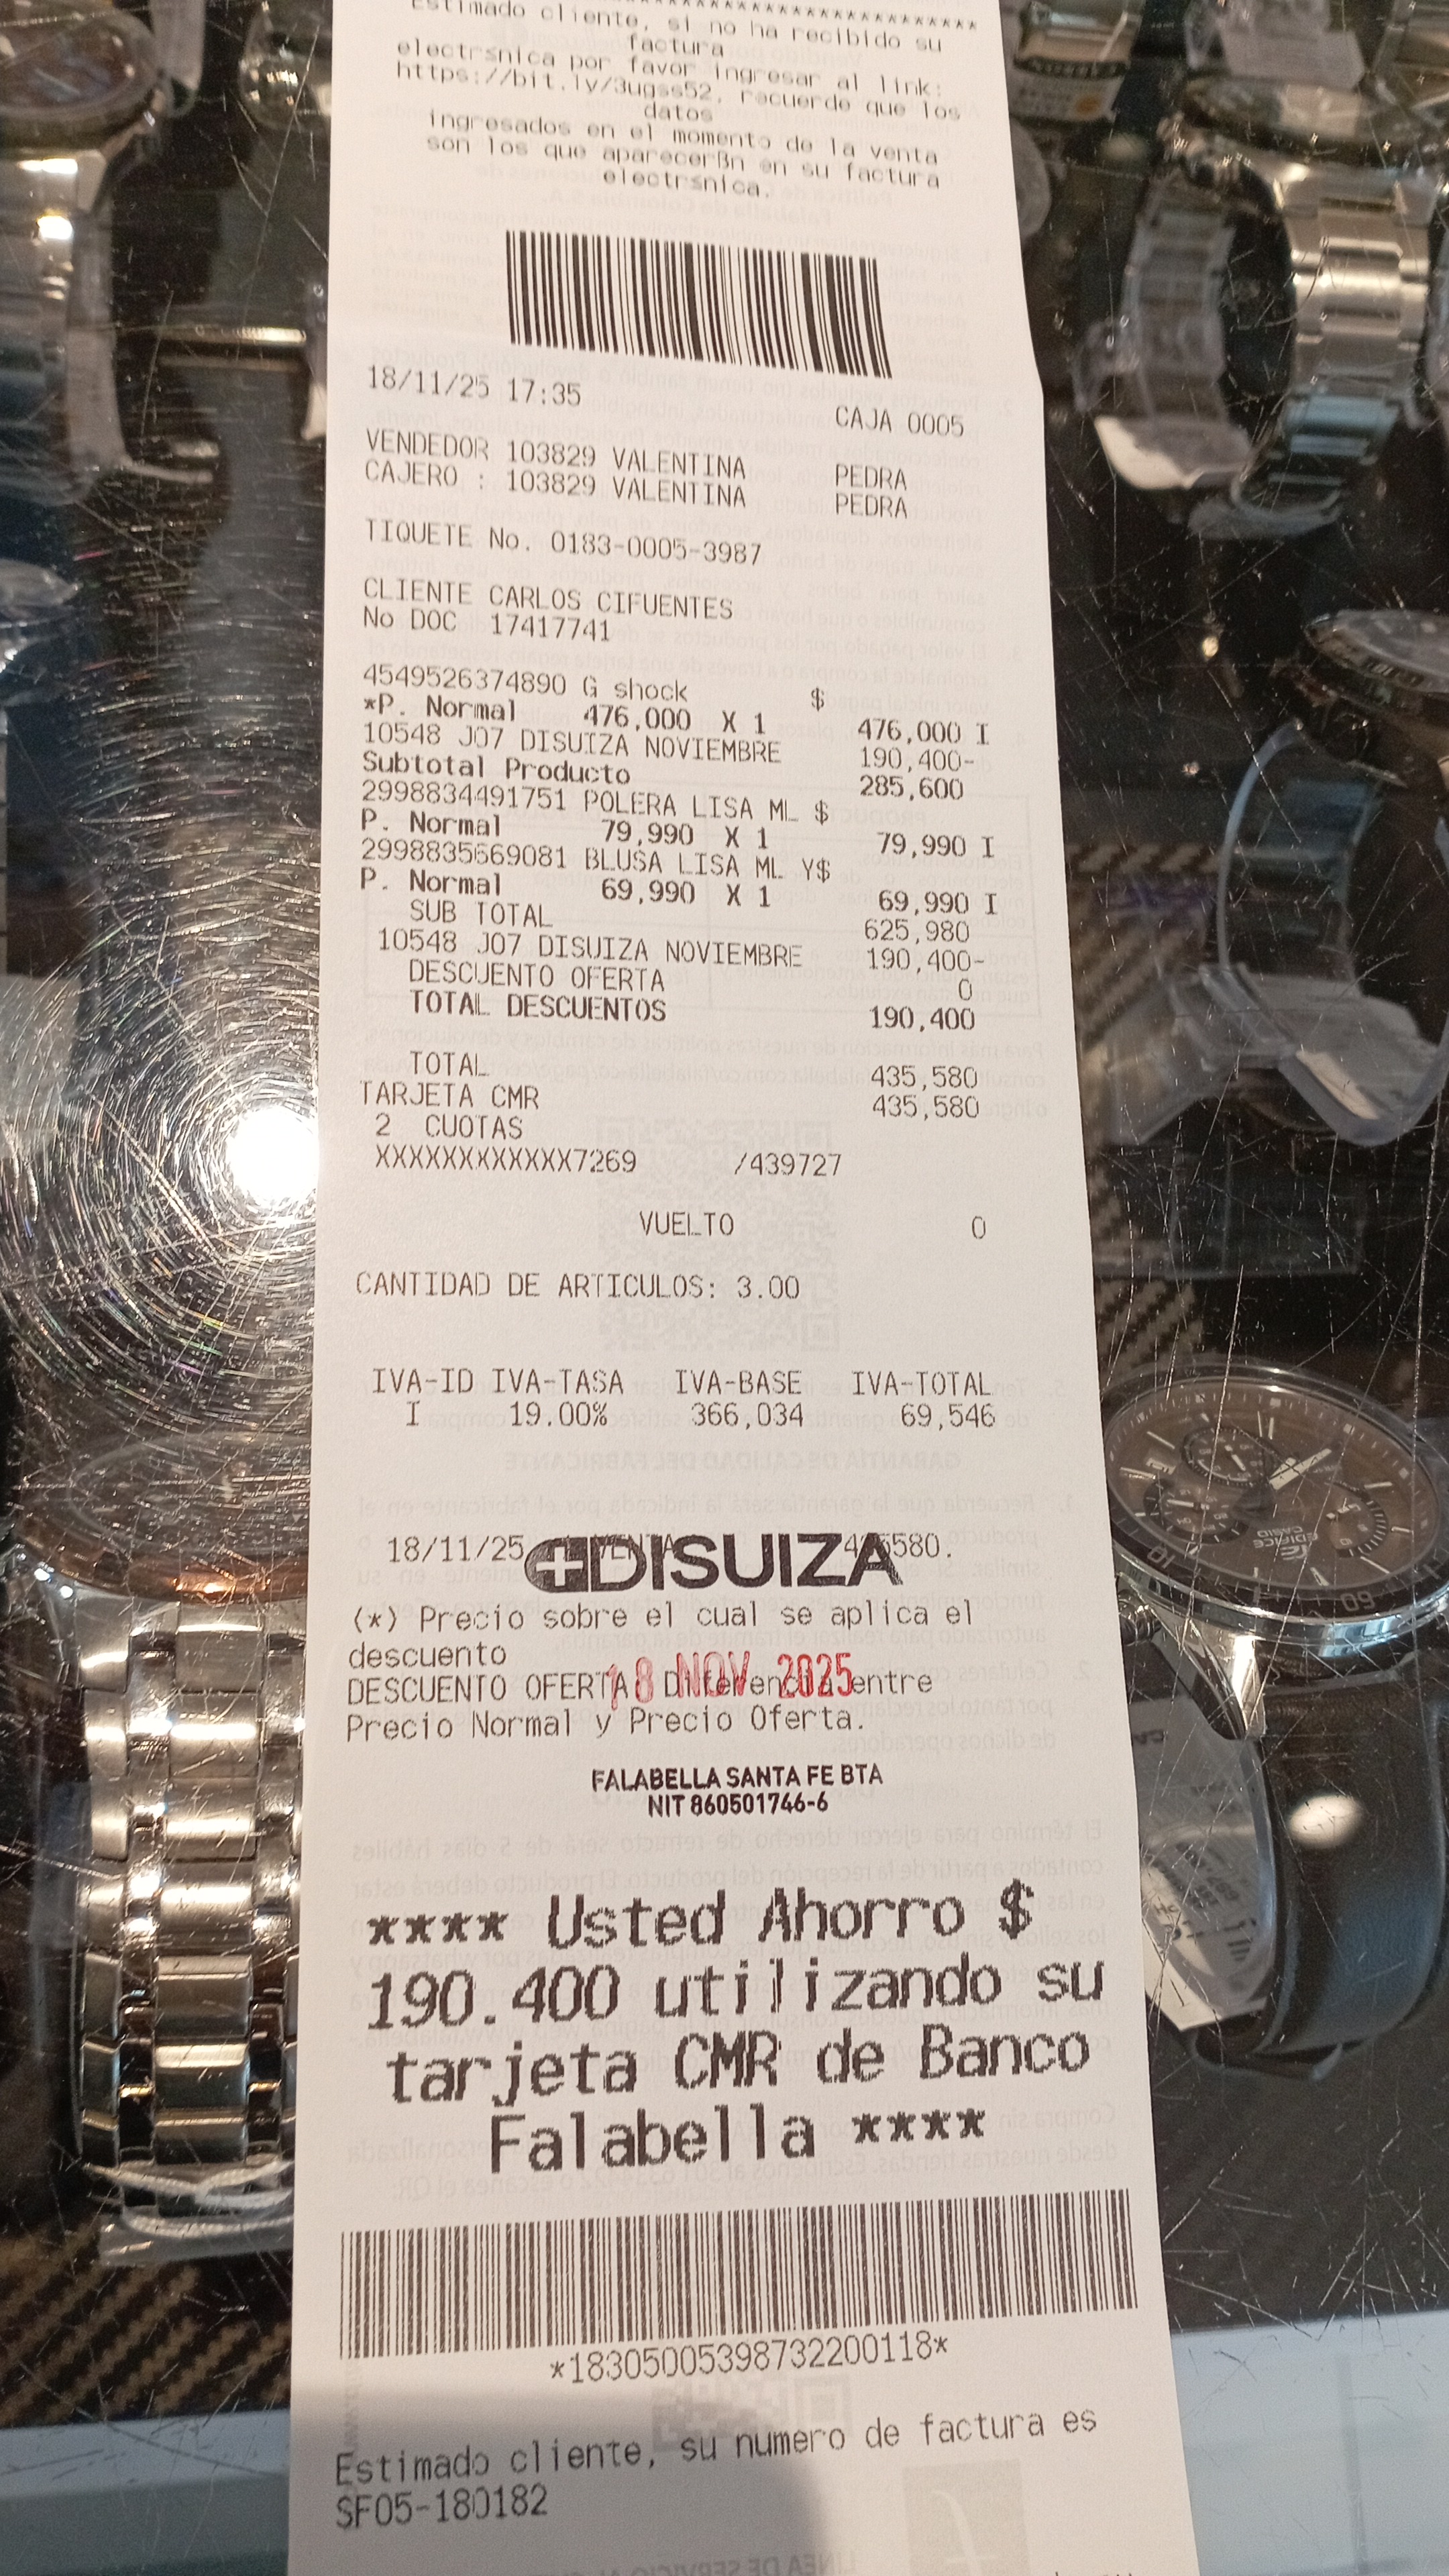 Estimado cliente, si no ha recibido su
factura
electrsnica por favor ingresar al link:
https://bit.ly/3ugss52, recuerde que los
datos
ingresados en el momento de la venta
son los que aparecerßn en su factura
electrsnica.
18/11/25 17:35 CAJA 0005
VENDEDOR 103829 VALENTINA PEDRA
CAJERO : 103829 VALENTINA PEDRA
TIQUETE No. 0183-0005-3987
CLIENTE CARLOS CIFUENTES
No DOC 17417741
4549526374890 G shock $
*P. Normal 476,000 X 1 476,000 I
10548 J07 DISUIZA NOVIEMBRE 190,400-
Subtotal Producto 285,600
2998834491751 POLERA LISA ML $
P. Normal 79,990 X 1 79,990 I
2998835669081 BLUSA LISA ML Y$
P. Normal 69,990 X 1 69,990 I
SUB TOTAL 625,980
10548 J07 DISUIZA NOVIEMBRE 190,400-
DESCUENTO OFERTA 0
TOTAL DESCUENTOS 190,400
TOTAL 435,580
TARJETA CMR 435,580
2 CUOTAS
XXXXXXXXXXXX7269 /439727
VUELTO 0
CANTIDAD DE ARTICULOS: 3.00
IVA-ID IVA-TASA IVA-BASE IVA-TOTAL
I 19.00% 366,034 69,546
18/11/25 VENTA 435580.
DISUIZA
(*) Precio sobre el cual se aplica el
descuento
18 NOV 2025
DESCUENTO OFERTA Diferencia entre
Precio Normal y Precio Oferta.
FALABELLA SANTA FE BTA
NIT 860501746-6
**** Usted Ahorro $
190.400 utilizando su
tarjeta CMR de Banco
Falabella ****
*18305005398732200118*
Estimado cliente, su numero de factura es
SF05-180182
EDIFICE
CASIO